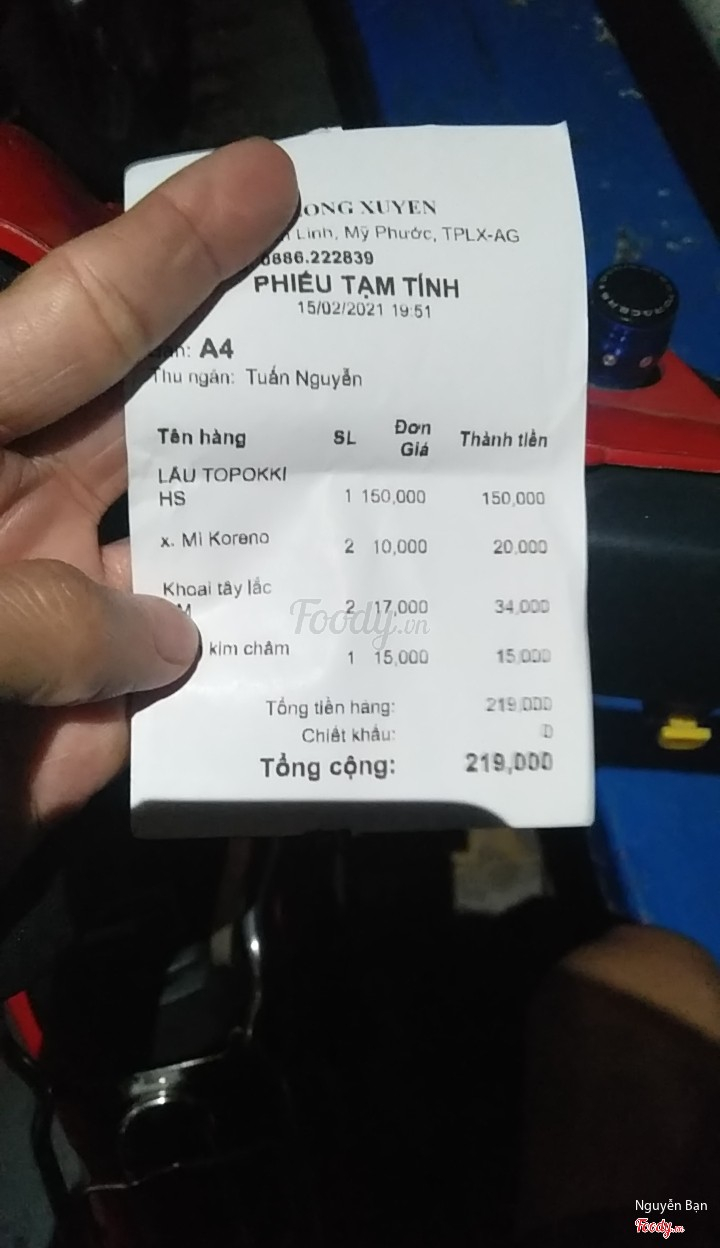 LONG XUYEN
Linh, Mỹ Phước, TPLX-AG
0886.222839
PHIẾU TẠM TÍNH
15/02/2021 19:51
Bàn: A4
Thu ngân: Tuấn Nguyễn
Tên hàng SL Đơn Giá Thành tiền
LẨU TOPOKKI
HS 1 150,000 150,000
x. Mì Koreno 2 10,000 20,000
Khoai tây lắc
2 17,000 34,000
kim châm 1 15,000 15,000
Tổng tiền hàng: 219,000
Chiết khấu: 0
Tổng cộng: 219,000
Foody.vn
Nguyễn Bạn
Foody.vn